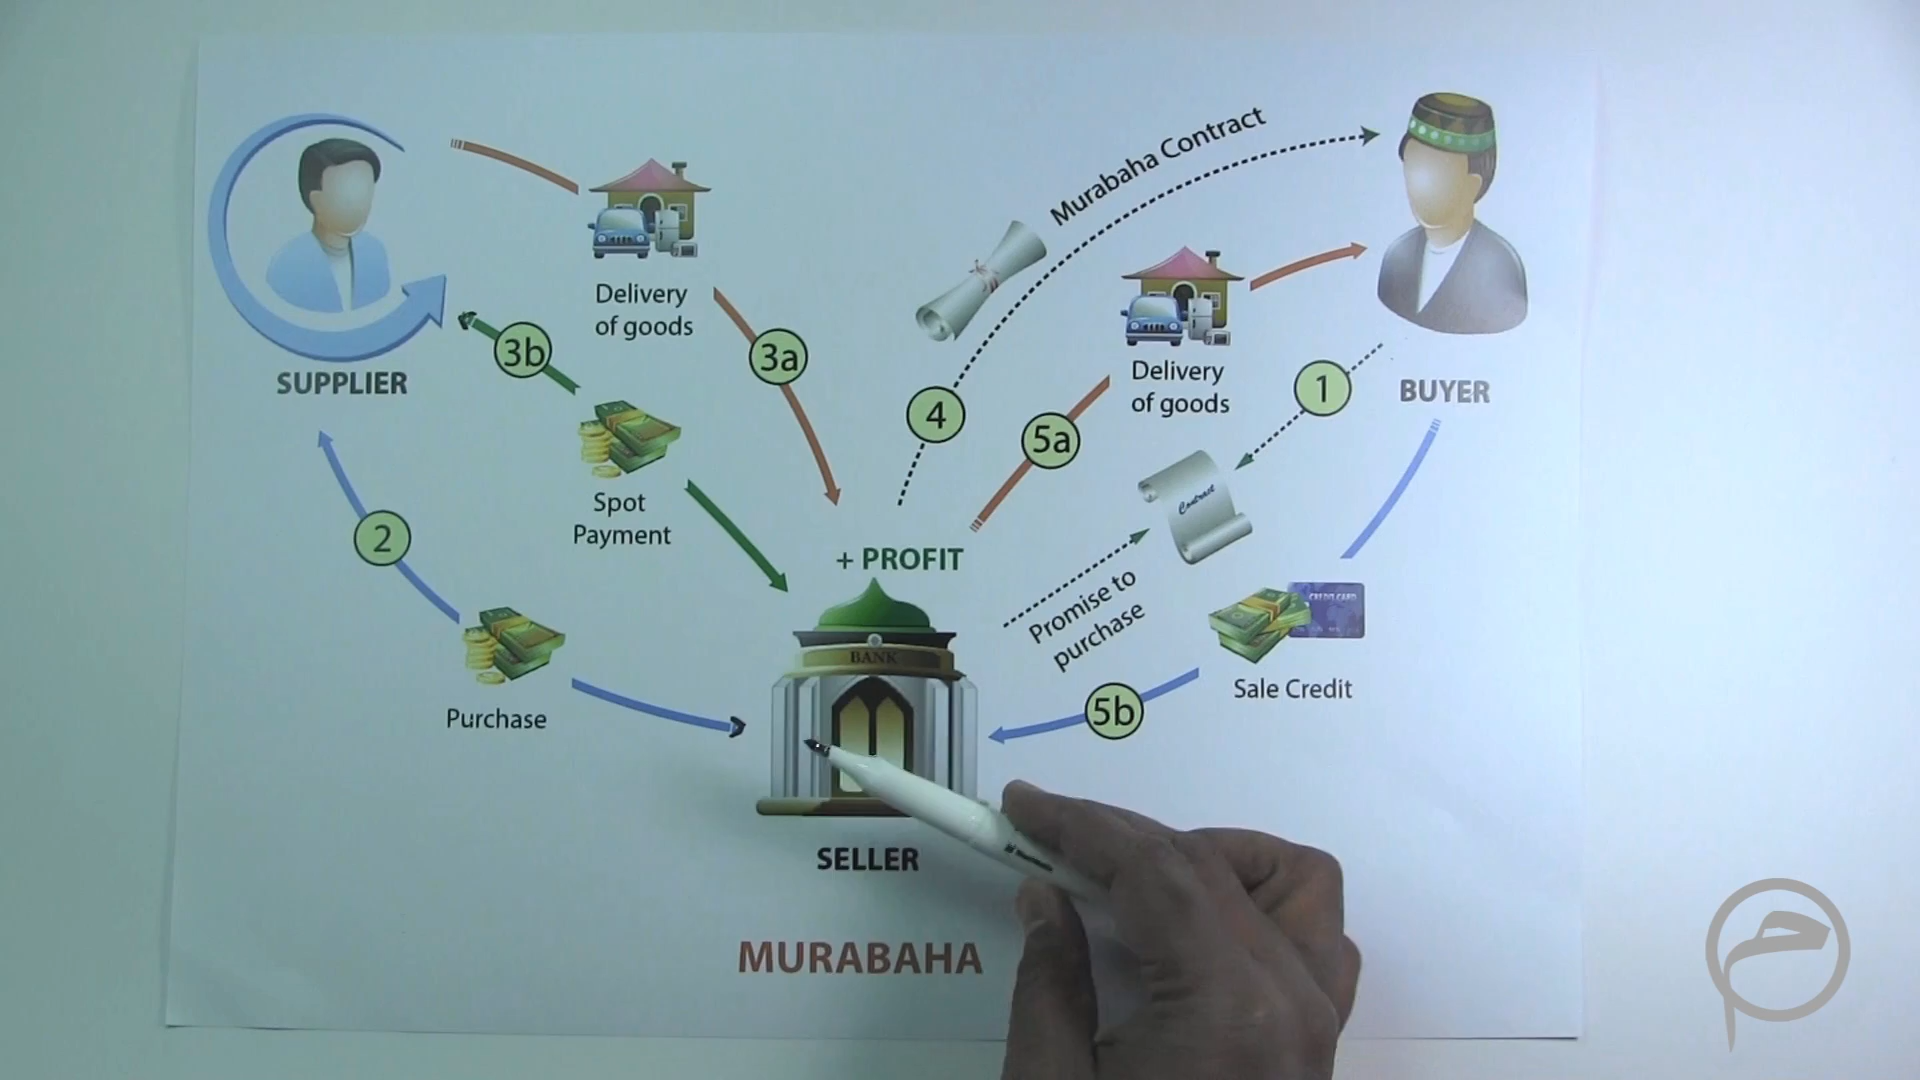 Murabaha Contract
Delivery
of goods
3b
3a
SUPPLIER
Delivery
of goods
1
BUYER
4
5a
Spot
Payment
Contract
2
+ PROFIT
Promise to
purchase
CREDIT CARD
BANK
Sale Credit
Purchase
5b
SELLER
MURABAHA